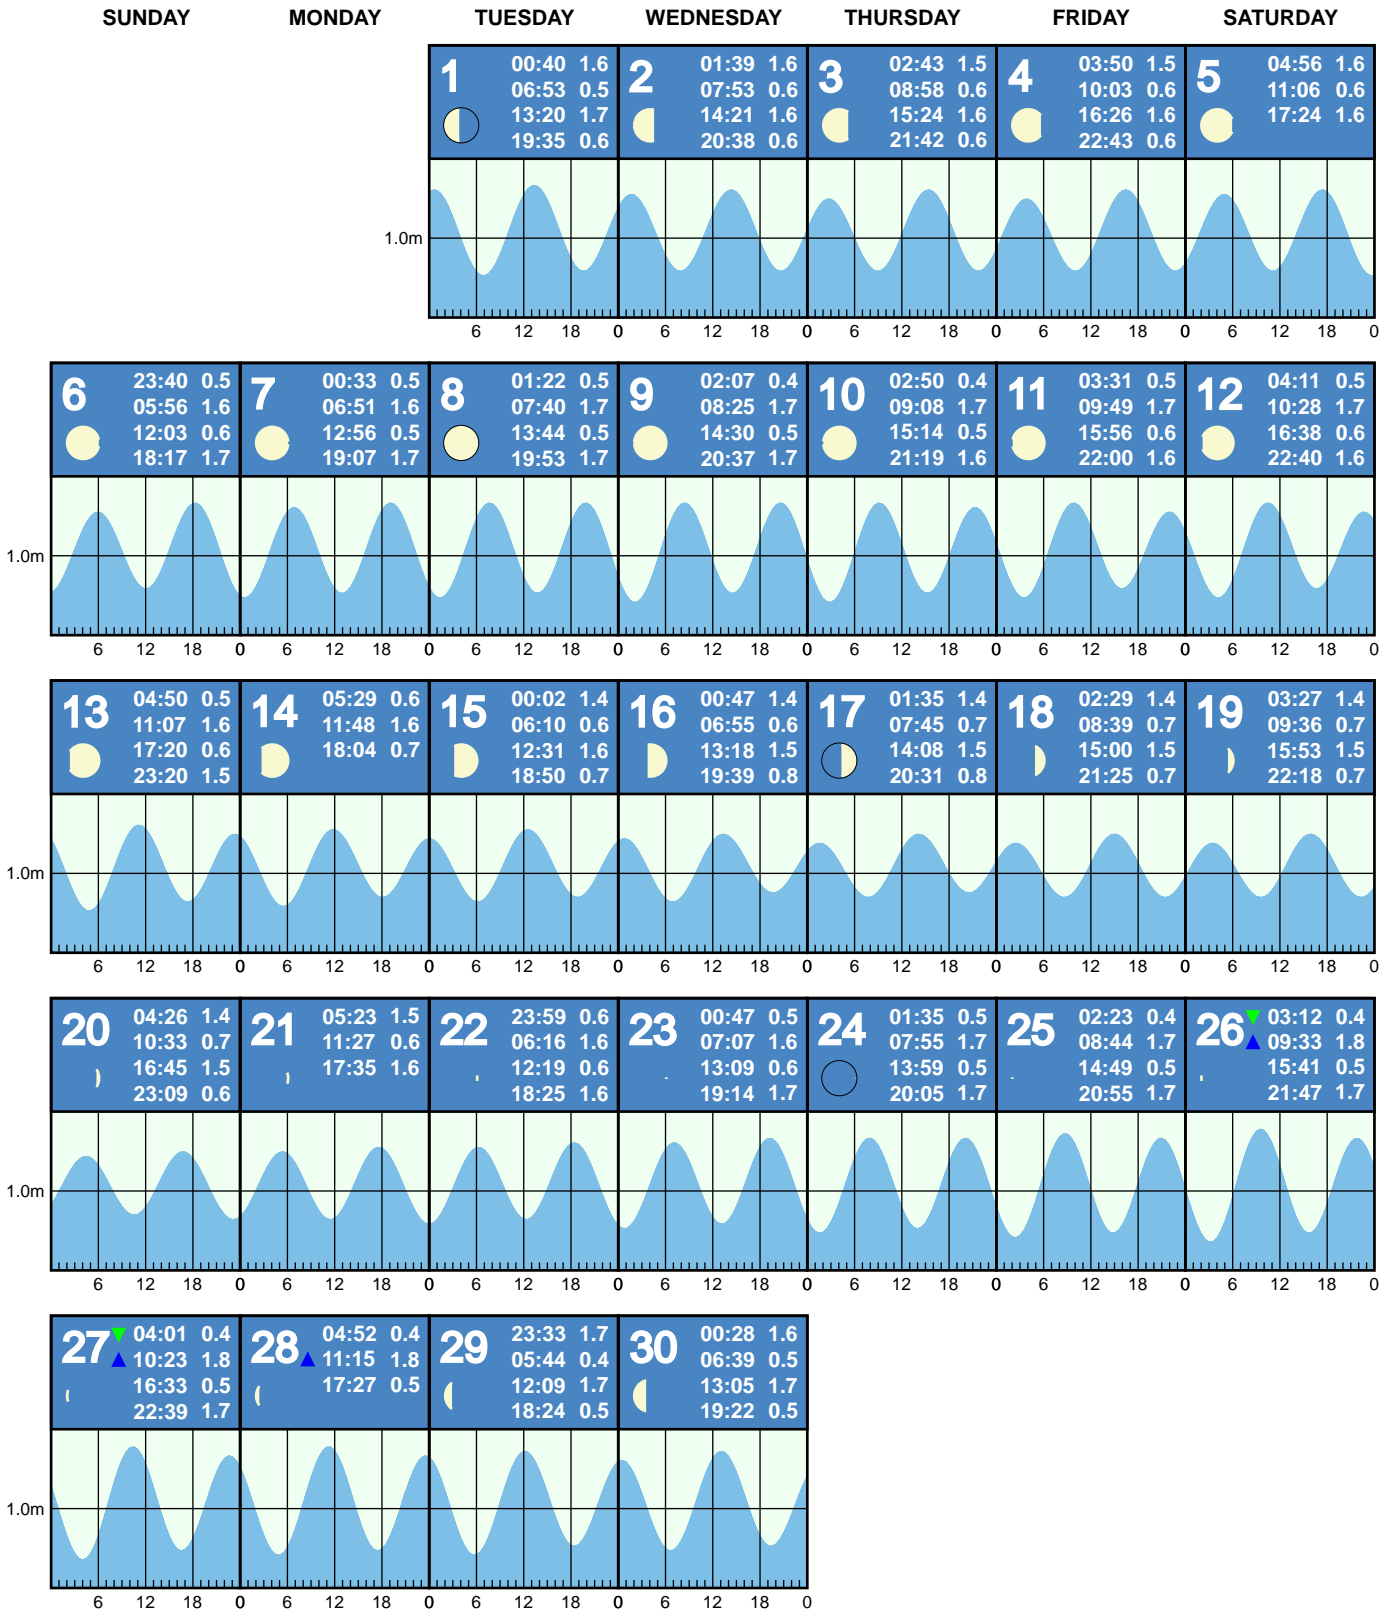 SUNDAY MONDAY TUESDAY WEDNESDAY THURSDAY FRIDAY SATURDAY
1 00:40 1.6
06:53 0.5
13:20 1.7
19:35 0.6
2 01:39 1.6
07:53 0.6
14:21 1.6
20:38 0.6
3 02:43 1.5
08:58 0.6
15:24 1.6
21:42 0.6
4 03:50 1.5
10:03 0.6
16:26 1.6
22:43 0.6
5 04:56 1.6
11:06 0.6
17:24 1.6
1.0m
6 12 18 0 6 12 18 0 6 12 18 0 6 12 18 0 6 12 18 0
6 23:40 0.5
05:56 1.6
12:03 0.6
18:17 1.7
7 00:33 0.5
06:51 1.6
12:56 0.5
19:07 1.7
8 01:22 0.5
07:40 1.7
13:44 0.5
19:53 1.7
9 02:07 0.4
08:25 1.7
14:30 0.5
20:37 1.7
10 02:50 0.4
09:08 1.7
15:14 0.5
21:19 1.6
11 03:31 0.5
09:49 1.7
15:56 0.6
22:00 1.6
12 04:11 0.5
10:28 1.7
16:38 0.6
22:40 1.6
1.0m
6 12 18 0 6 12 18 0 6 12 18 0 6 12 18 0 6 12 18 0 6 12 18 0 6 12 18 0
13 04:50 0.5
11:07 1.6
17:20 0.6
23:20 1.5
14 05:29 0.6
11:48 1.6
18:04 0.7
15 00:02 1.4
06:10 0.6
12:31 1.6
18:50 0.7
16 00:47 1.4
06:55 0.6
13:18 1.5
19:39 0.8
17 01:35 1.4
07:45 0.7
14:08 1.5
20:31 0.8
18 02:29 1.4
08:39 0.7
15:00 1.5
21:25 0.7
19 03:27 1.4
09:36 0.7
15:53 1.5
22:18 0.7
1.0m
6 12 18 0 6 12 18 0 6 12 18 0 6 12 18 0 6 12 18 0 6 12 18 0 6 12 18 0
20 04:26 1.4
10:33 0.7
16:45 1.5
23:09 0.6
21 05:23 1.5
11:27 0.6
17:35 1.6
22 23:59 0.6
06:16 1.6
12:19 0.6
18:25 1.6
23 00:47 0.5
07:07 1.6
13:09 0.6
19:14 1.7
24 01:35 0.5
07:55 1.7
13:59 0.5
20:05 1.7
25 02:23 0.4
08:44 1.7
14:49 0.5
20:55 1.7
26 03:12 0.4
09:33 1.8
15:41 0.5
21:47 1.7
1.0m
6 12 18 0 6 12 18 0 6 12 18 0 6 12 18 0 6 12 18 0 6 12 18 0 6 12 18 0
27 04:01 0.4
10:23 1.8
16:33 0.5
22:39 1.7
28 04:52 0.4
11:15 1.8
17:27 0.5
29 23:33 1.7
05:44 0.4
12:09 1.7
18:24 0.5
30 00:28 1.6
06:39 0.5
13:05 1.7
19:22 0.5
1.0m
6 12 18 0 6 12 18 0 6 12 18 0 6 12 18 0